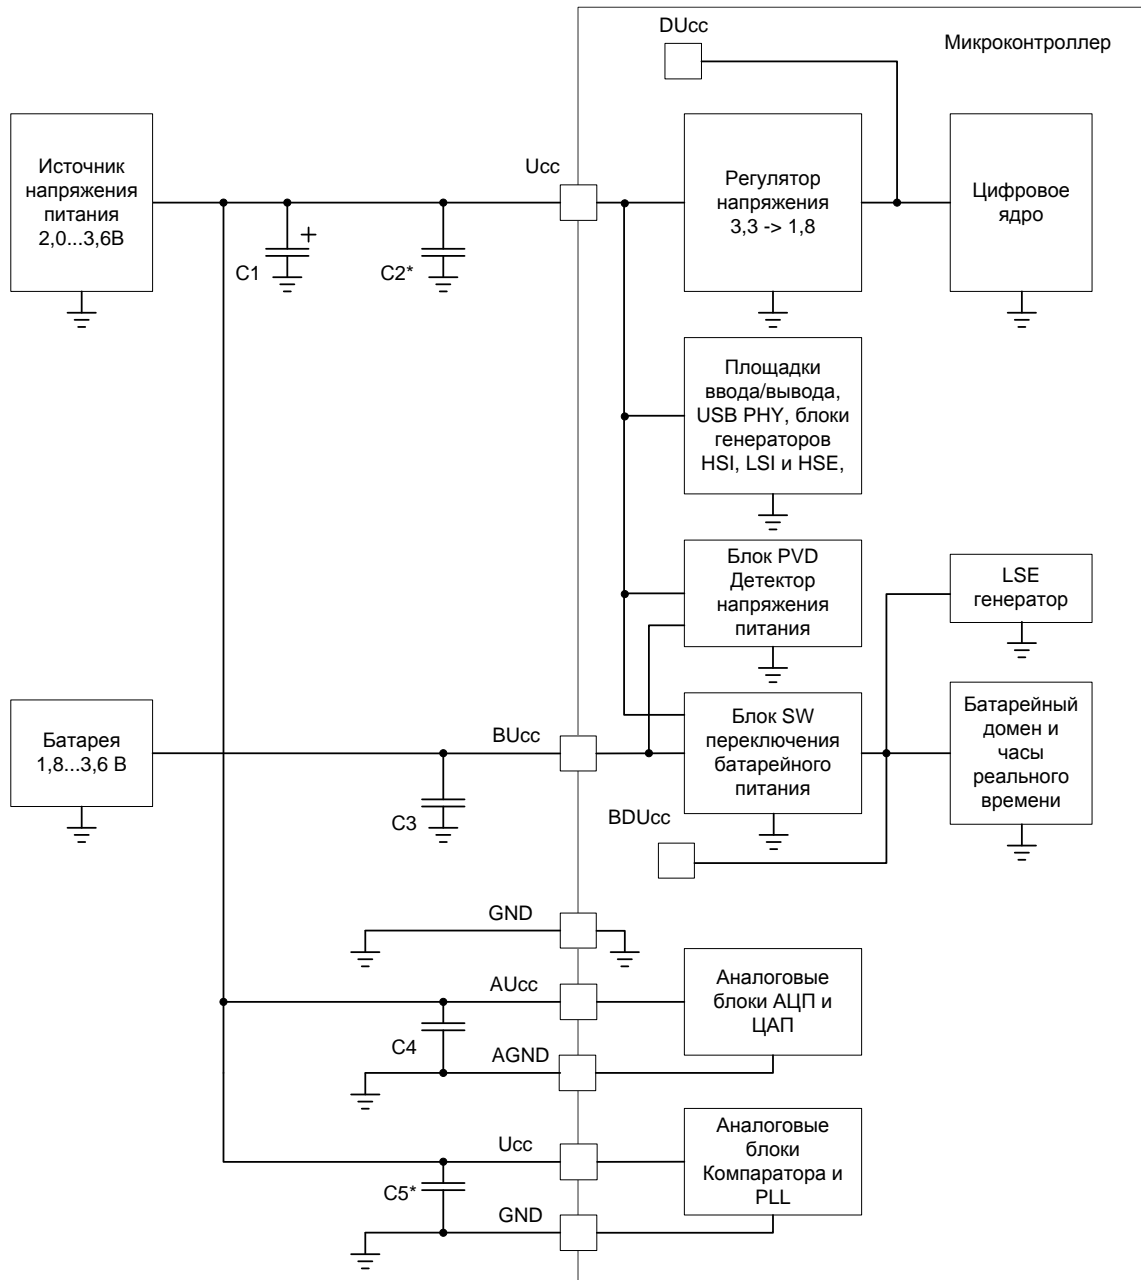 DUcc
Микроконтроллер
Источник
напряжения
питания
2,0...3,6В
Ucc
Регулятор
напряжения
3,3 -> 1,8
Цифровое
ядро
+
C1
C2*
Площадки
ввода/вывода,
USB PHY, блоки
генераторов
HSI, LSI и HSE,
Блок PVD
Детектор
напряжения
питания
LSE
генератор
Батарея
1,8...3,6 В
BUcc
Блок SW
переключения
батарейного
питания
Батарейный
домен и
часы
реального
времени
C3
BDUcc
GND
AUcc
Аналоговые
блоки АЦП и
ЦАП
C4
AGND
Ucc
Аналоговые
блоки
Компаратора и
PLL
C5*
GND